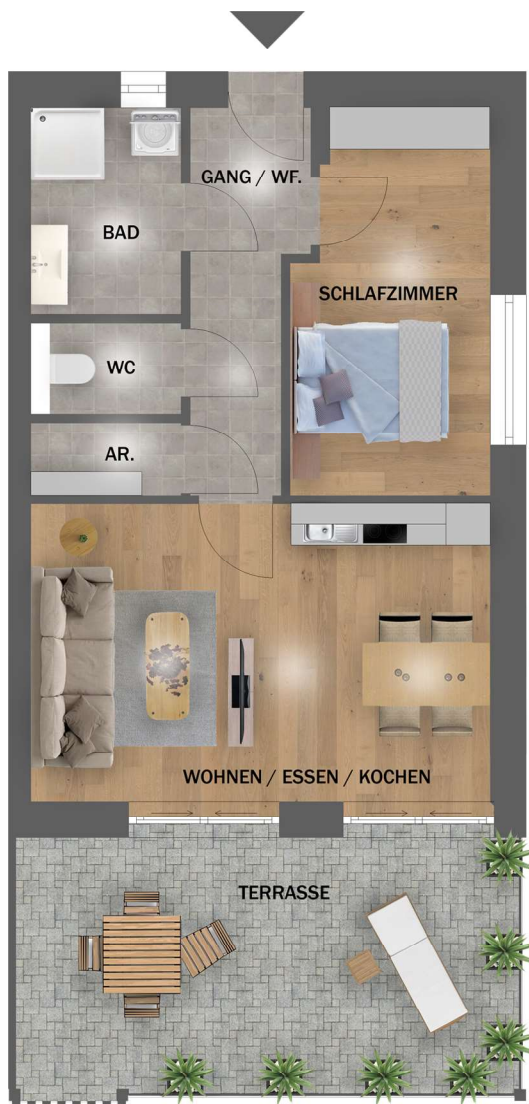 GANG / WF.
BAD
SCHLAFZIMMER
WC
AR.
WOHNEN / ESSEN / KOCHEN
TERRASSE